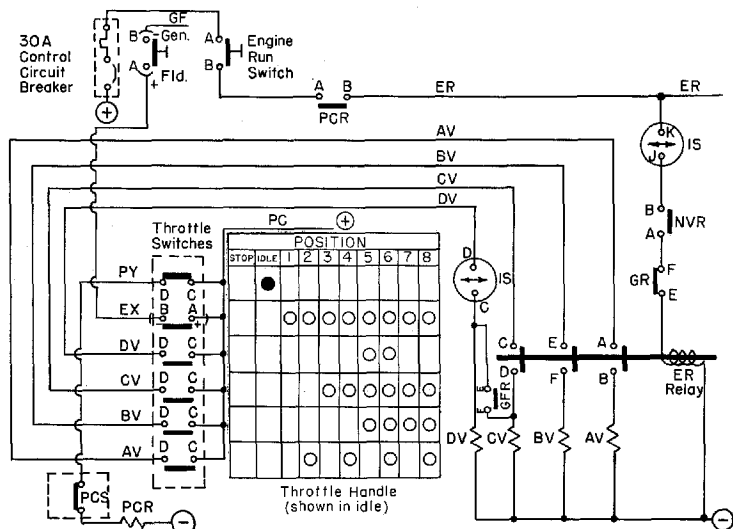 GF
30A
Control
Circuit
Breaker
B
Gen.
A
+
Fld.
A
Engine
Run
Switch
B
+
A B
PCR
ER
ER
K
IS
J
AV
BV
CV
DV
B
NVR
A
PC +
Throttle
Switches
POSITION
STOP IDLE 1 2 3 4 5 6 7 8
D
IS
C
F
GR
E
PY
D C
EX
B A
+
DV
D C
CV
D C
BV
D C
AV
D C
C E A
D F B
E
E
GFR
ER
Relay
DV CV BV AV
PCS
PCR
−
Throttle Handle
(shown in idle)
−